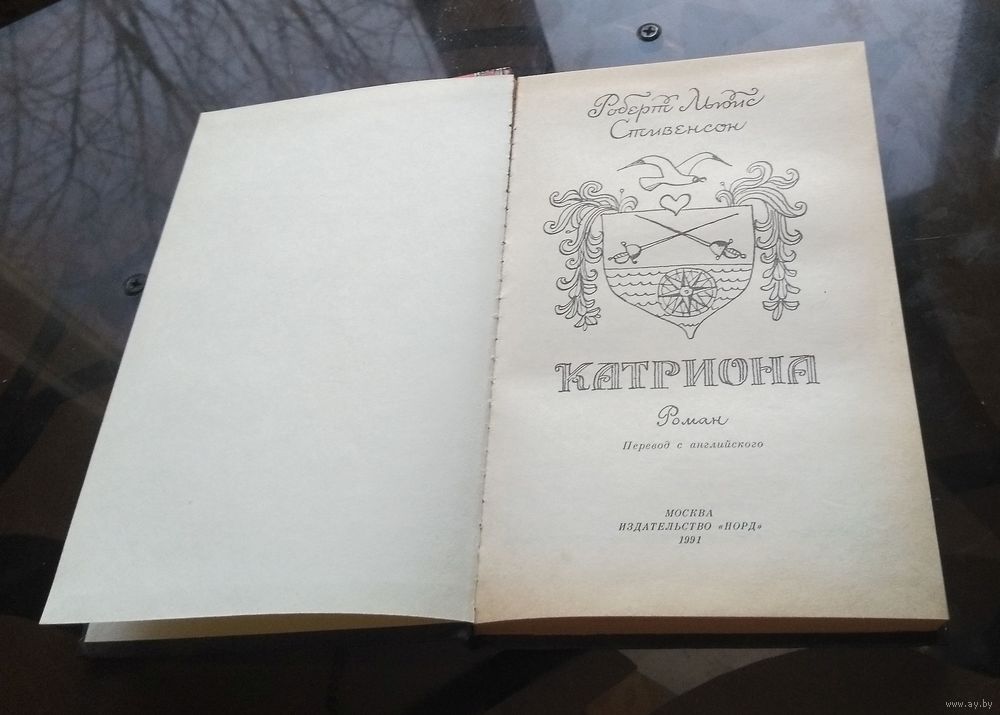 Роберт Льюис
Стивенсон
КАТРИОНА
Роман
Перевод с английского
МОСКВА
ИЗДАТЕЛЬСТВО «НОРД»
1991
www.ay.by